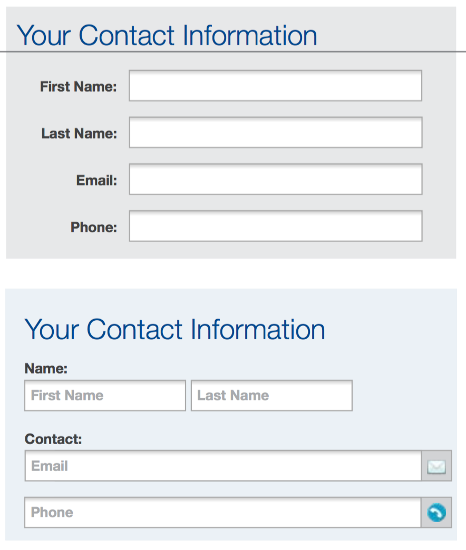 Your Contact Information
First Name:
Last Name:
Email:
Phone:
Your Contact Information
Name:
First Name Last Name
Contact:
Email
Phone